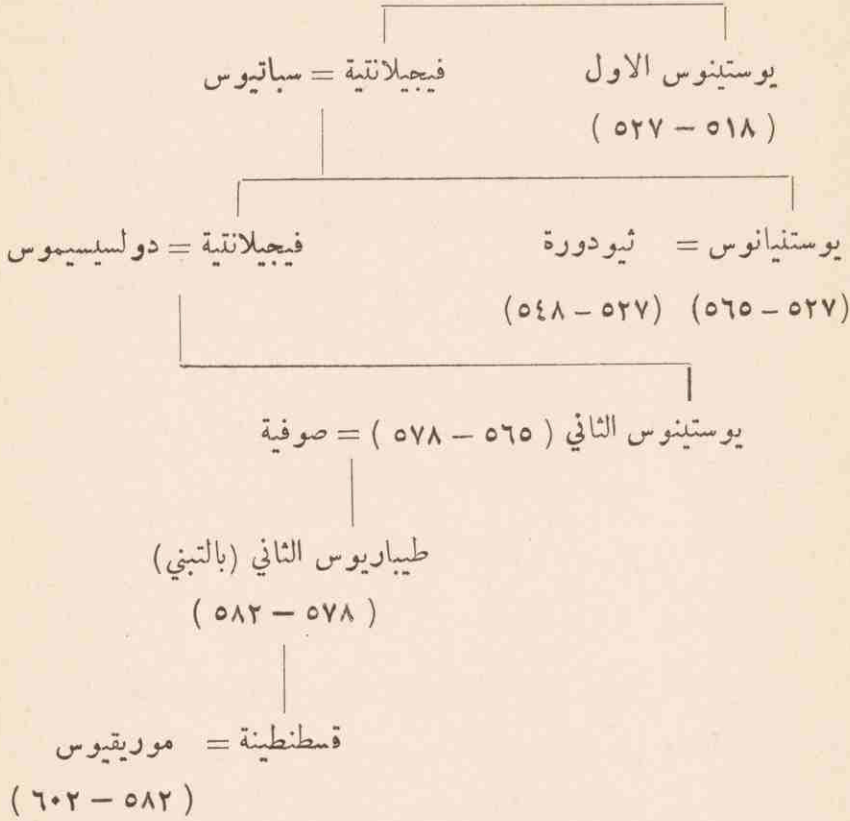 يوستينوس الاول فيجيلانتية = سباتيوس
( ٥١٨ – ٥٢٧ )
يوستنيانوس = ثيودورة فيجيلانتية = دولسيسيموس
(٥٢٧ – ٥٦٥) (٥٢٧ – ٥٤٨)
يوستينوس الثاني ( ٥٦٥ – ٥٧٨ ) = صوفية
طيباريوس الثاني (بالتبني)
( ٥٧٨ – ٥٨٢ )
قسطنطينة = موريقيوس
( ٥٨٢ – ٦٠٢ )